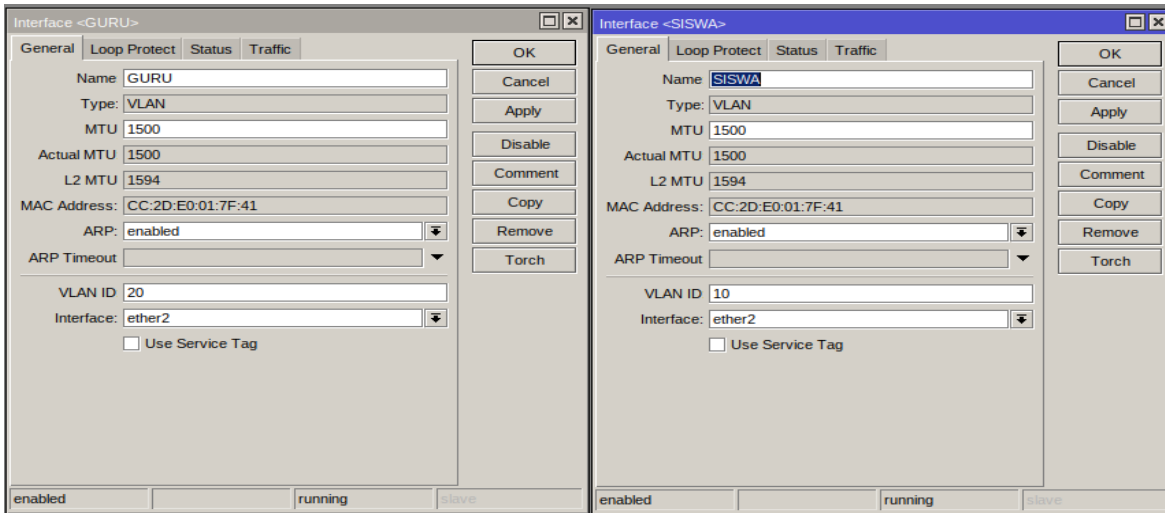 Interface <GURU>
General Loop Protect Status Traffic
Name GURU
Type: VLAN
MTU 1500
Actual MTU 1500
L2 MTU 1594
MAC Address: CC:2D:E0:01:7F:41
ARP: enabled
ARP Timeout
VLAN ID 20
Interface: ether2
Use Service Tag
OK
Cancel
Apply
Disable
Comment
Copy
Remove
Torch
enabled running slave
Interface <SISWA>
General Loop Protect Status Traffic
Name SISWA
Type: VLAN
MTU 1500
Actual MTU 1500
L2 MTU 1594
MAC Address: CC:2D:E0:01:7F:41
ARP: enabled
ARP Timeout
VLAN ID 10
Interface: ether2
Use Service Tag
OK
Cancel
Apply
Disable
Comment
Copy
Remove
Torch
enabled running slave